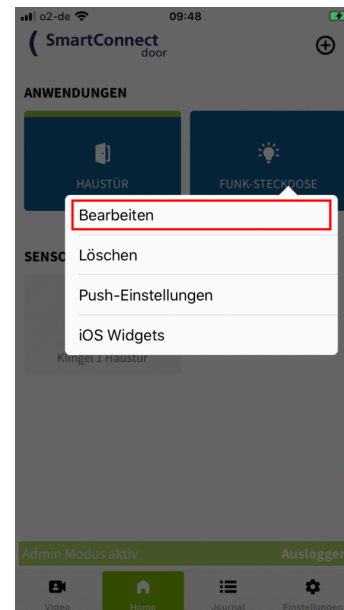 o2-de 09:48
SmartConnect
door
ANWENDUNGEN
HAUSTÜR FUNK-STECKDOSE
Bearbeiten
Löschen
Push-Einstellungen
iOS Widgets
SENSO
Klingel 1 Haustür
Admin Modus aktiv Ausloggen
Video Home Journal Einstellungen